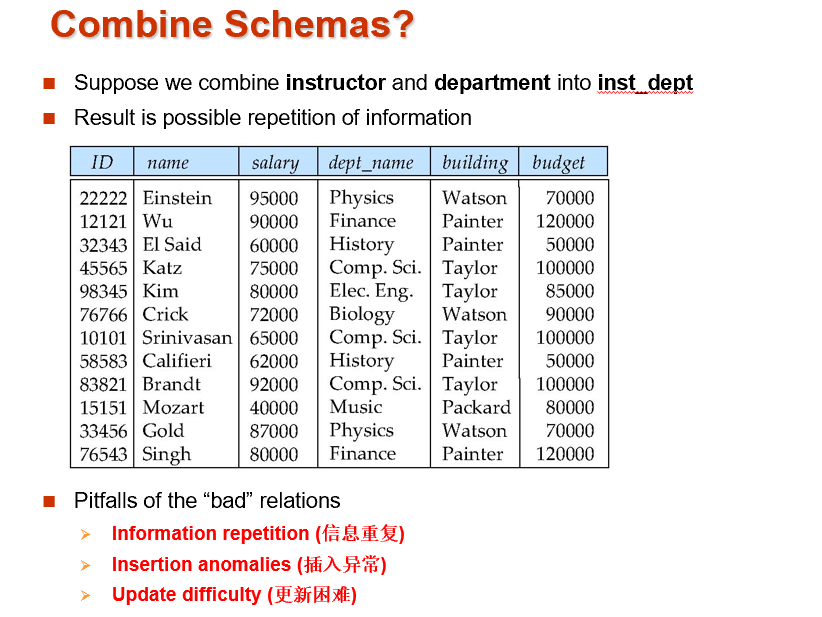 Combine Schemas?
Suppose we combine instructor and department into inst_dept
Result is possible repetition of information
ID name salary dept_name building budget
22222 Einstein 95000 Physics Watson 70000
12121 Wu 90000 Finance Painter 120000
32343 El Said 60000 History Painter 50000
45565 Katz 75000 Comp. Sci. Taylor 100000
98345 Kim 80000 Elec. Eng. Taylor 85000
76766 Crick 72000 Biology Watson 90000
10101 Srinivasan 65000 Comp. Sci. Taylor 100000
58583 Califieri 62000 History Painter 50000
83821 Brandt 92000 Comp. Sci. Taylor 100000
15151 Mozart 40000 Music Packard 80000
33456 Gold 87000 Physics Watson 70000
76543 Singh 80000 Finance Painter 120000
Pitfalls of the “bad” relations
Information repetition (信息重复)
Insertion anomalies (插入异常)
Update difficulty (更新困难)